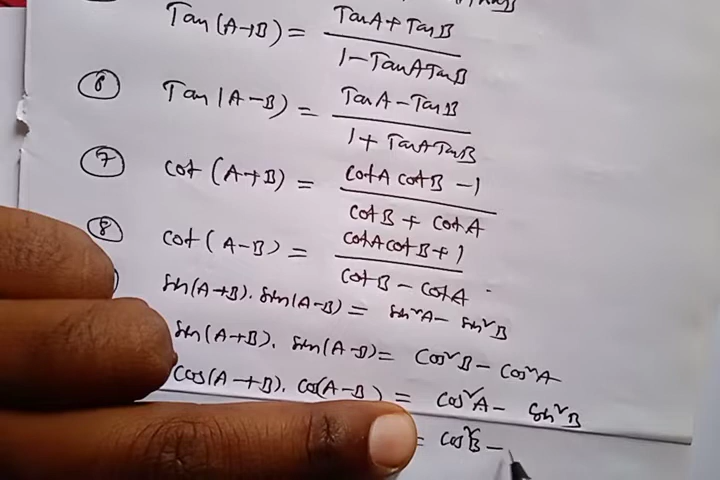 Tan(A+B) = TanA + TanB / 1 - TanA TanB
⑥ Tan(A-B) = TanA - TanB / 1 + TanA TanB
⑦ cot(A+B) = cotA cotB - 1 / cotB + cotA
⑧ cot(A-B) = cotA cotB + 1 / cotB - cotA
Sin(A+B). Sin(A-B) = Sin²A - Sin²B
Sin(A+B). Sin(A-B) = Cos²B - Cos²A
Cos(A+B). Cos(A-B) = Cos²A - Sin²B
= Cos²B -